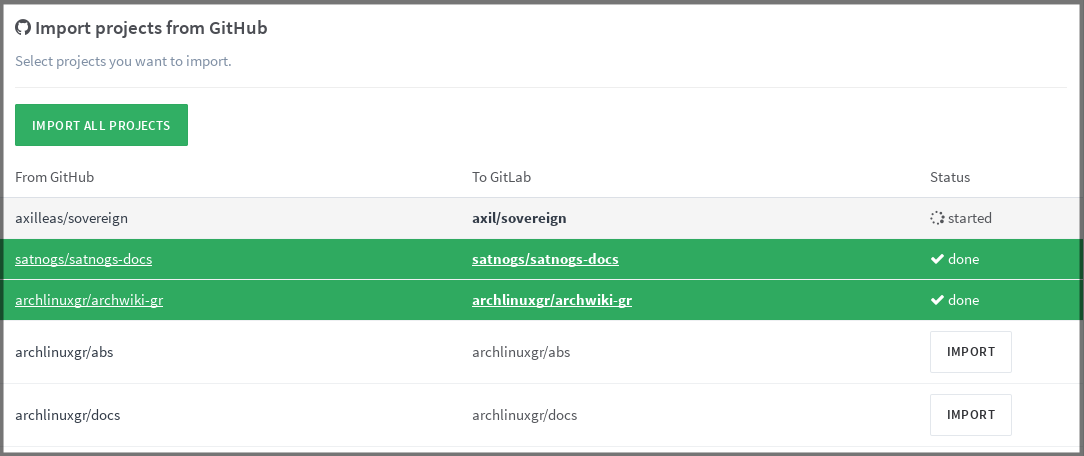 Import projects from GitHub
Select projects you want to import.
IMPORT ALL PROJECTS
From GitHub To GitLab Status
axilleas/sovereign axil/sovereign started
satnogs/satnogs-docs satnogs/satnogs-docs done
archlinuxgr/archwiki-gr archlinuxgr/archwiki-gr done
archlinuxgr/abs archlinuxgr/abs IMPORT
archlinuxgr/docs archlinuxgr/docs IMPORT